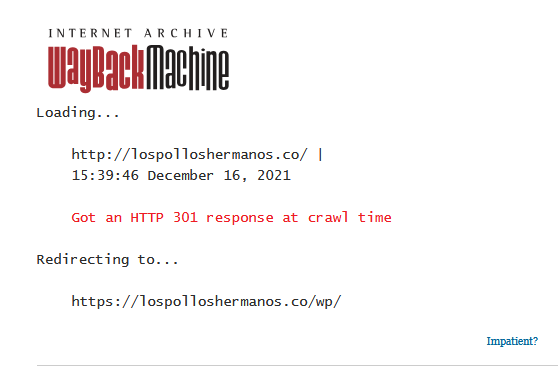 INTERNET ARCHIVE
WayBackMachine
Loading...
http://lospolloshermanos.co/ |
15:39:46 December 16, 2021
Got an HTTP 301 response at crawl time
Redirecting to...
https://lospolloshermanos.co/wp/
Impatient?